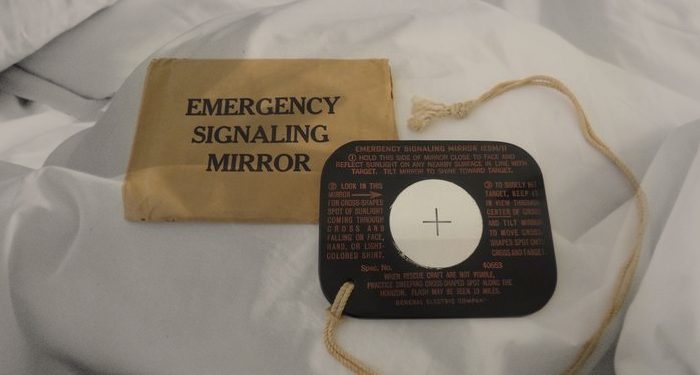 EMERGENCY
SIGNALING
MIRROR
EMERGENCY SIGNALING MIRROR
① HOLD THIS SIDE OF MIRROR CLOSE TO FACE AND
REFLECT SUNLIGHT ON ANY NEARBY SURFACE IN LINE WITH
TARGET. TILT MIRROR TO SHINE TOWARD TARGET.
② LOOK IN THIS
MIRROR
FOR CROSS-SHAPED
SPOT OF SUNLIGHT
COMING THROUGH
CROSS AND
FALLING ON FACE,
HAND, OR LIGHT-
COLORED SHIRT.
③ TO SURELY HIT
TARGET, KEEP IT
IN VIEW THROUGH
CENTER OF CROSS
AND TILT MIRROR
TO MOVE CROSS-
SHAPED SPOT ONTO
CROSS AND TARGET.
Spec. No. 40653
WHEN RESCUE CRAFT ARE NOT VISIBLE,
PRACTICE SWEEPING CROSS SHAPED SPOT ALONG THE
HORIZON. FLASH MAY BE SEEN 10 MILES.
GENERAL ELECTRIC COMPANY